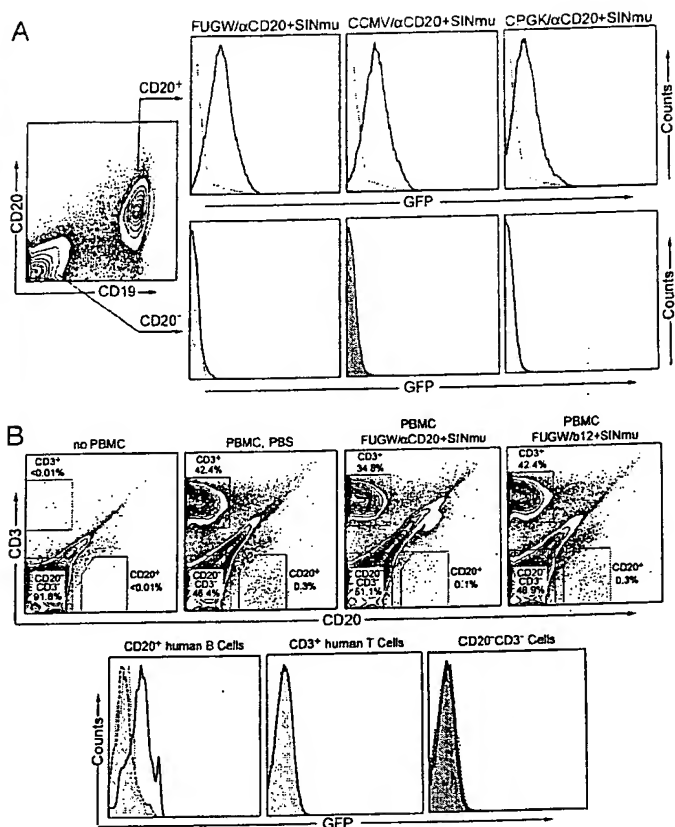 A
FUGW/αCD20+SINmu
CCMV/αCD20+SINmu
CPGK/αCD20+SINmu
CD20+
Counts
CD20
GFP
CD19
CD20-
Counts
GFP
B
no PBMC
PBMC, PBS
PBMC
FUGW/αCD20+SINmu
PBMC
FUGW/b12+SINmu
CD3+
<0.01%
CD3+
42.4%
CD3+
34.8%
CD3+
42.4%
CD3
CD20-
CD3-
91.8%
CD20+
<0.01%
CD20-
CD3-
46.4%
CD20+
0.3%
CD20-
CD3-
51.1%
CD20+
0.1%
CD20-
CD3-
48.9%
CD20+
0.3%
CD20
CD20+ human B Cells
CD3+ human T Cells
CD20-CD3- Cells
Counts
GFP